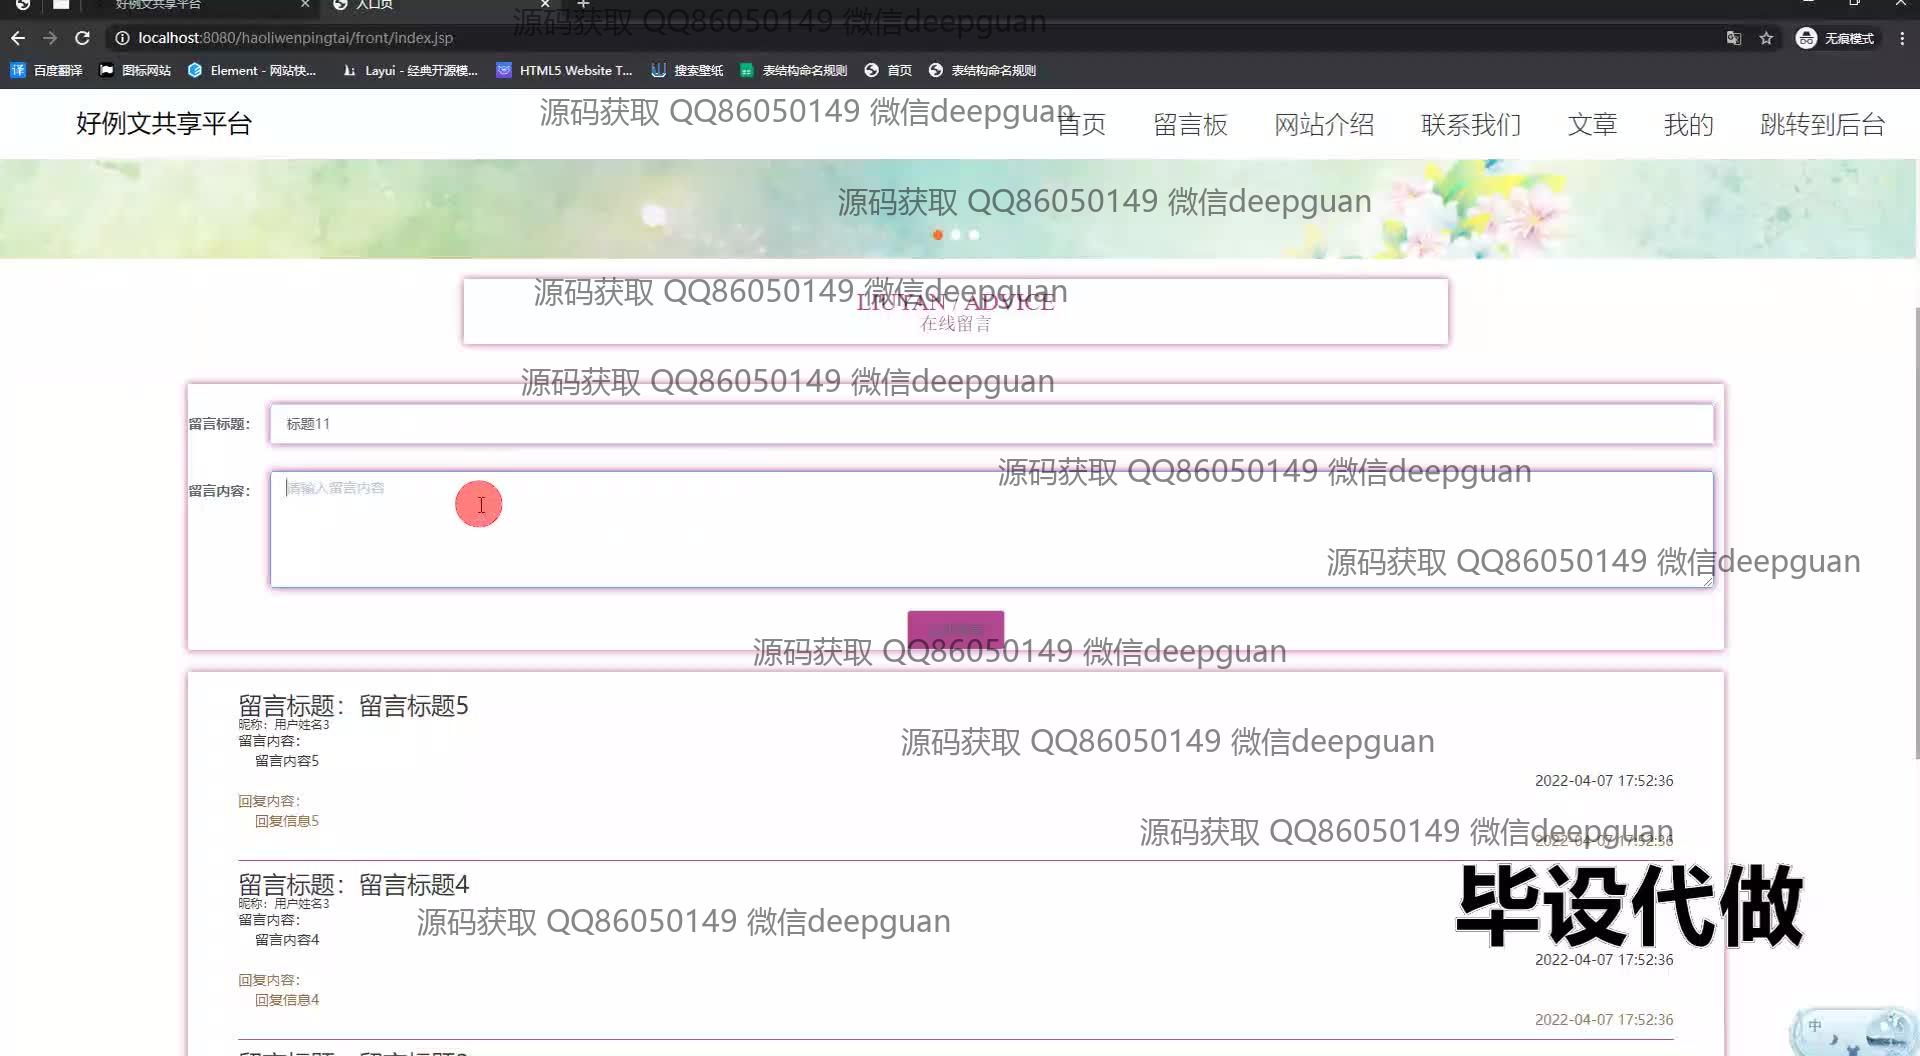 好例文共享平台
入口页
源码获取 QQ86050149 微信deepguan
localhost:8080/haoliwenpingtai/front/index.jsp
无痕模式
百度翻译
图标网站
Element - 网站快...
Layui - 经典开源模...
HTML5 Website T...
搜索壁纸
表结构命名规则
首页
表结构命名规则
好例文共享平台
源码获取 QQ86050149 微信deepguan
首页
留言板
网站介绍
联系我们
文章
我的
跳转到后台
源码获取 QQ86050149 微信deepguan
源码获取 QQ86050149 微信deepguan
LIUYAN / ADVICE
在线留言
源码获取 QQ86050149 微信deepguan
留言标题：
标题11
源码获取 QQ86050149 微信deepguan
留言内容：
请输入留言内容
源码获取 QQ86050149 微信deepguan
源码获取 QQ86050149 微信deepguan
留言标题：留言标题5
昵称：用户姓名3
留言内容：
留言内容5
源码获取 QQ86050149 微信deepguan
2022-04-07 17:52:36
回复内容：
回复信息5
源码获取 QQ86050149 微信deepguan
2022-04-07 17:52:36
毕设代做
留言标题：留言标题4
昵称：用户姓名3
留言内容：
留言内容4
源码获取 QQ86050149 微信deepguan
2022-04-07 17:52:36
回复内容：
回复信息4
2022-04-07 17:52:36
中